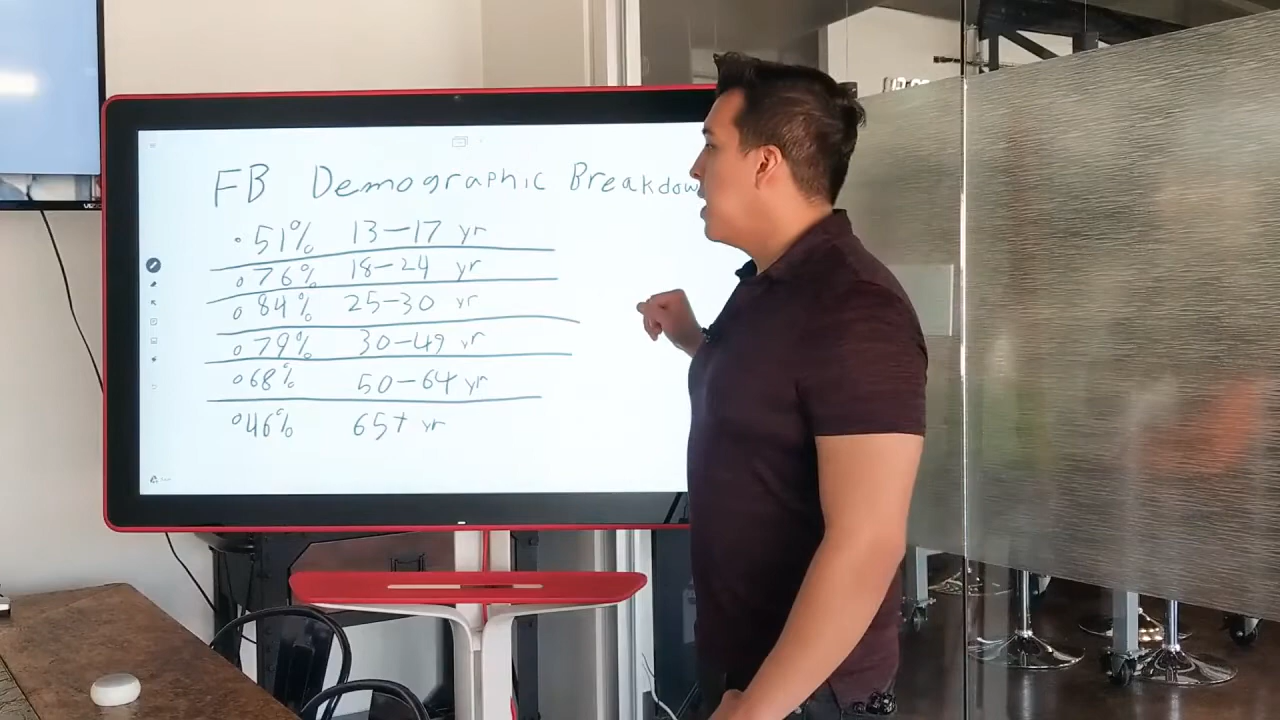 FB Demographic Breakdow
• 51% 13-17 yr
• 76% 18-24 yr
• 84% 25-30 yr
• 79% 30-49 yr
• 68% 50-64 yr
• 46% 65+ yr
VIZIO